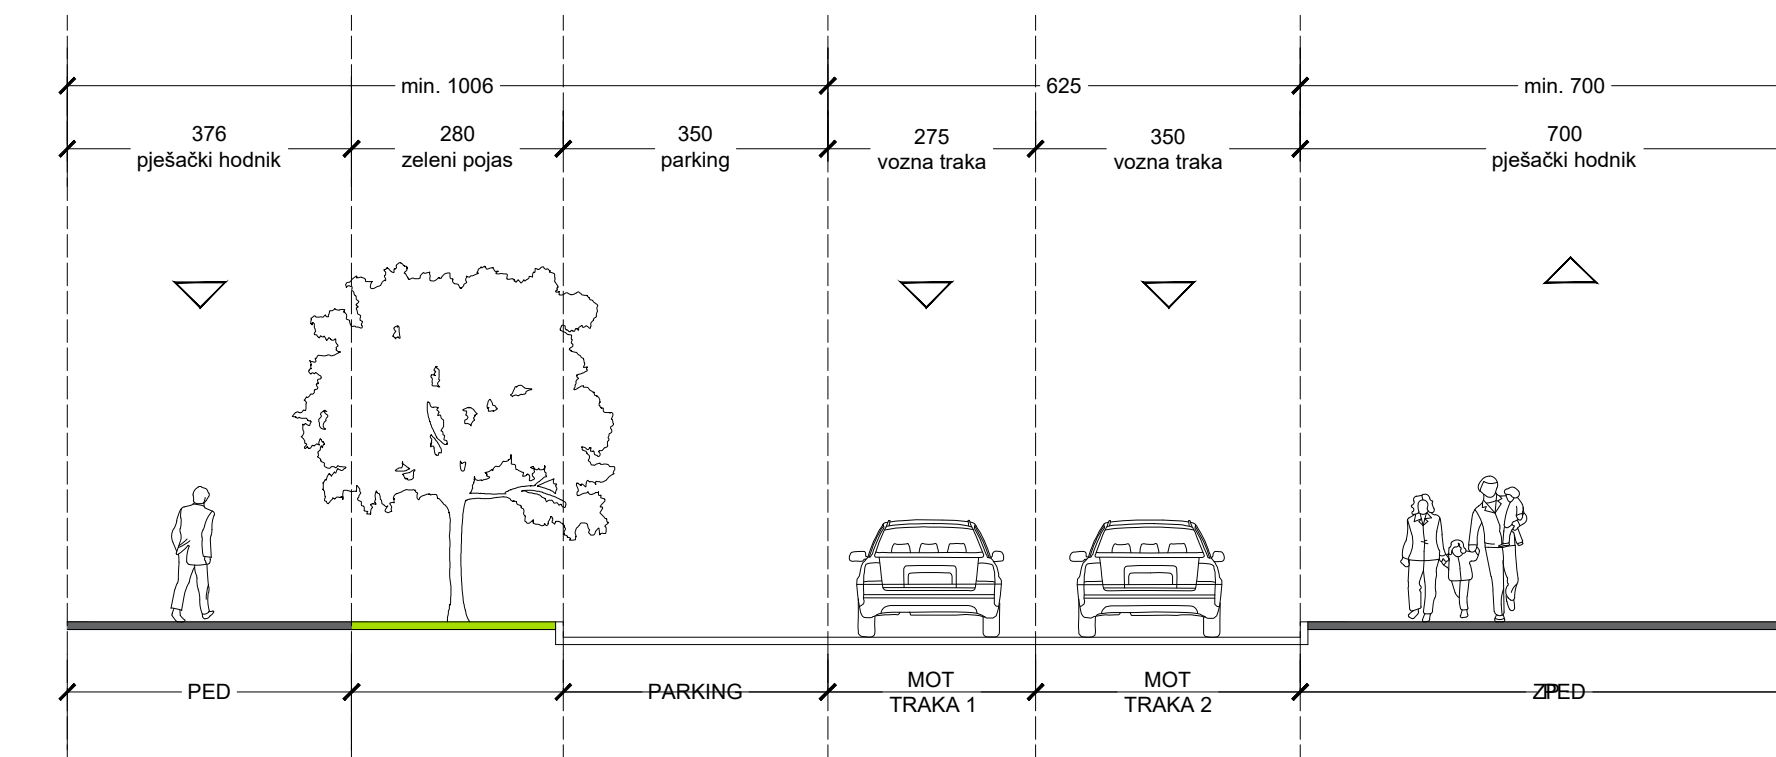 min. 1006
625
min. 700
376
pješački hodnik
280
zeleni pojas
350
parking
275
vozna traka
350
vozna traka
700
pješački hodnik
PED
PARKING
MOT
TRAKA 1
MOT
TRAKA 2